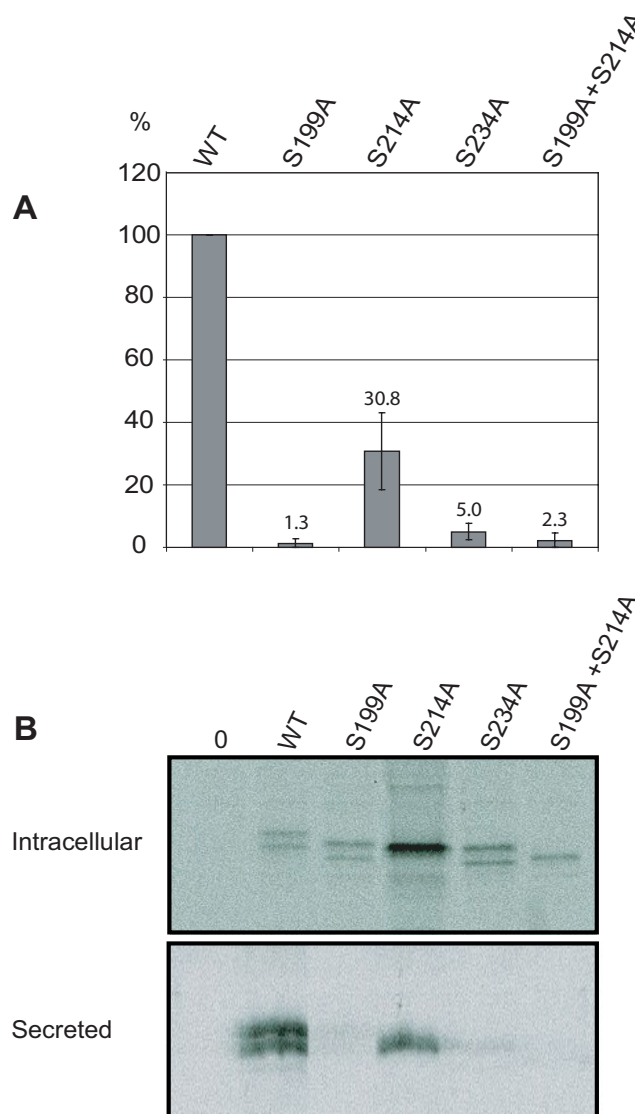 %
WT
S199A
S214A
S234A
S199A+S214A
A
120
100
80
60
40
20
0
1.3
30.8
5.0
2.3
B
0
WT
S199A
S214A
S234A
S199A +S214A
Intracellular
Secreted